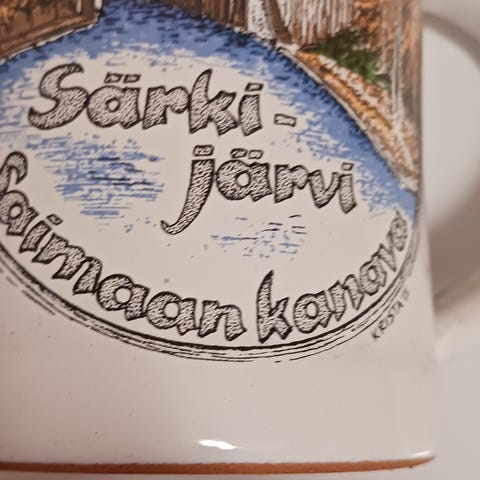 Särki-
järvi
Saimaan kanava